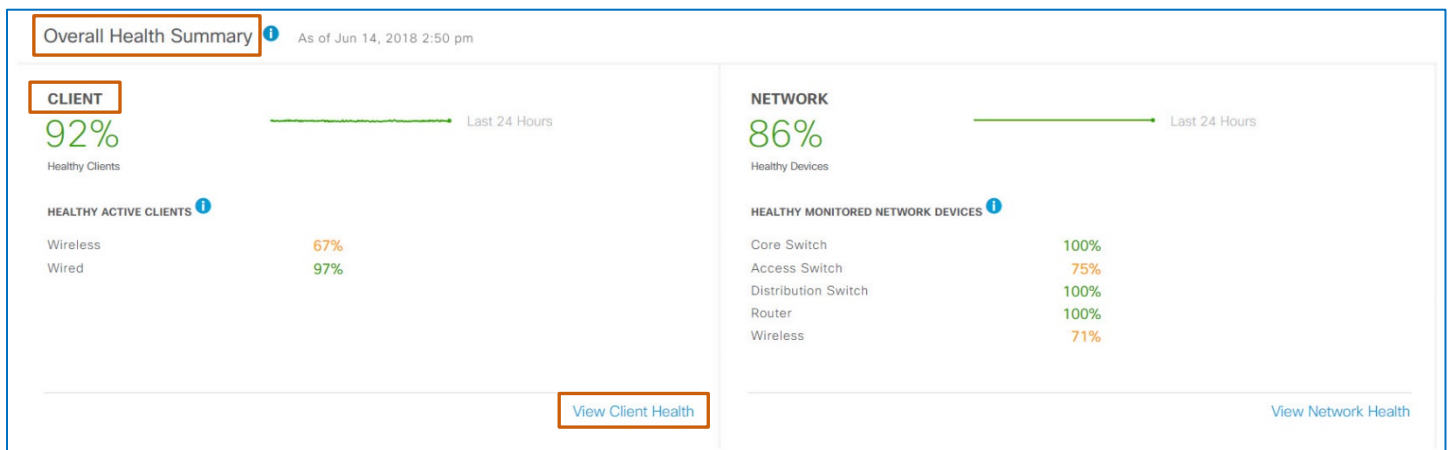 Overall Health Summary i As of Jun 14, 2018 2:50 pm
CLIENT
92%
Last 24 Hours
Healthy Clients
HEALTHY ACTIVE CLIENTS i
Wireless 67%
Wired 97%
View Client Health
NETWORK
86%
Last 24 Hours
Healthy Devices
HEALTHY MONITORED NETWORK DEVICES i
Core Switch 100%
Access Switch 75%
Distribution Switch 100%
Router 100%
Wireless 71%
View Network Health